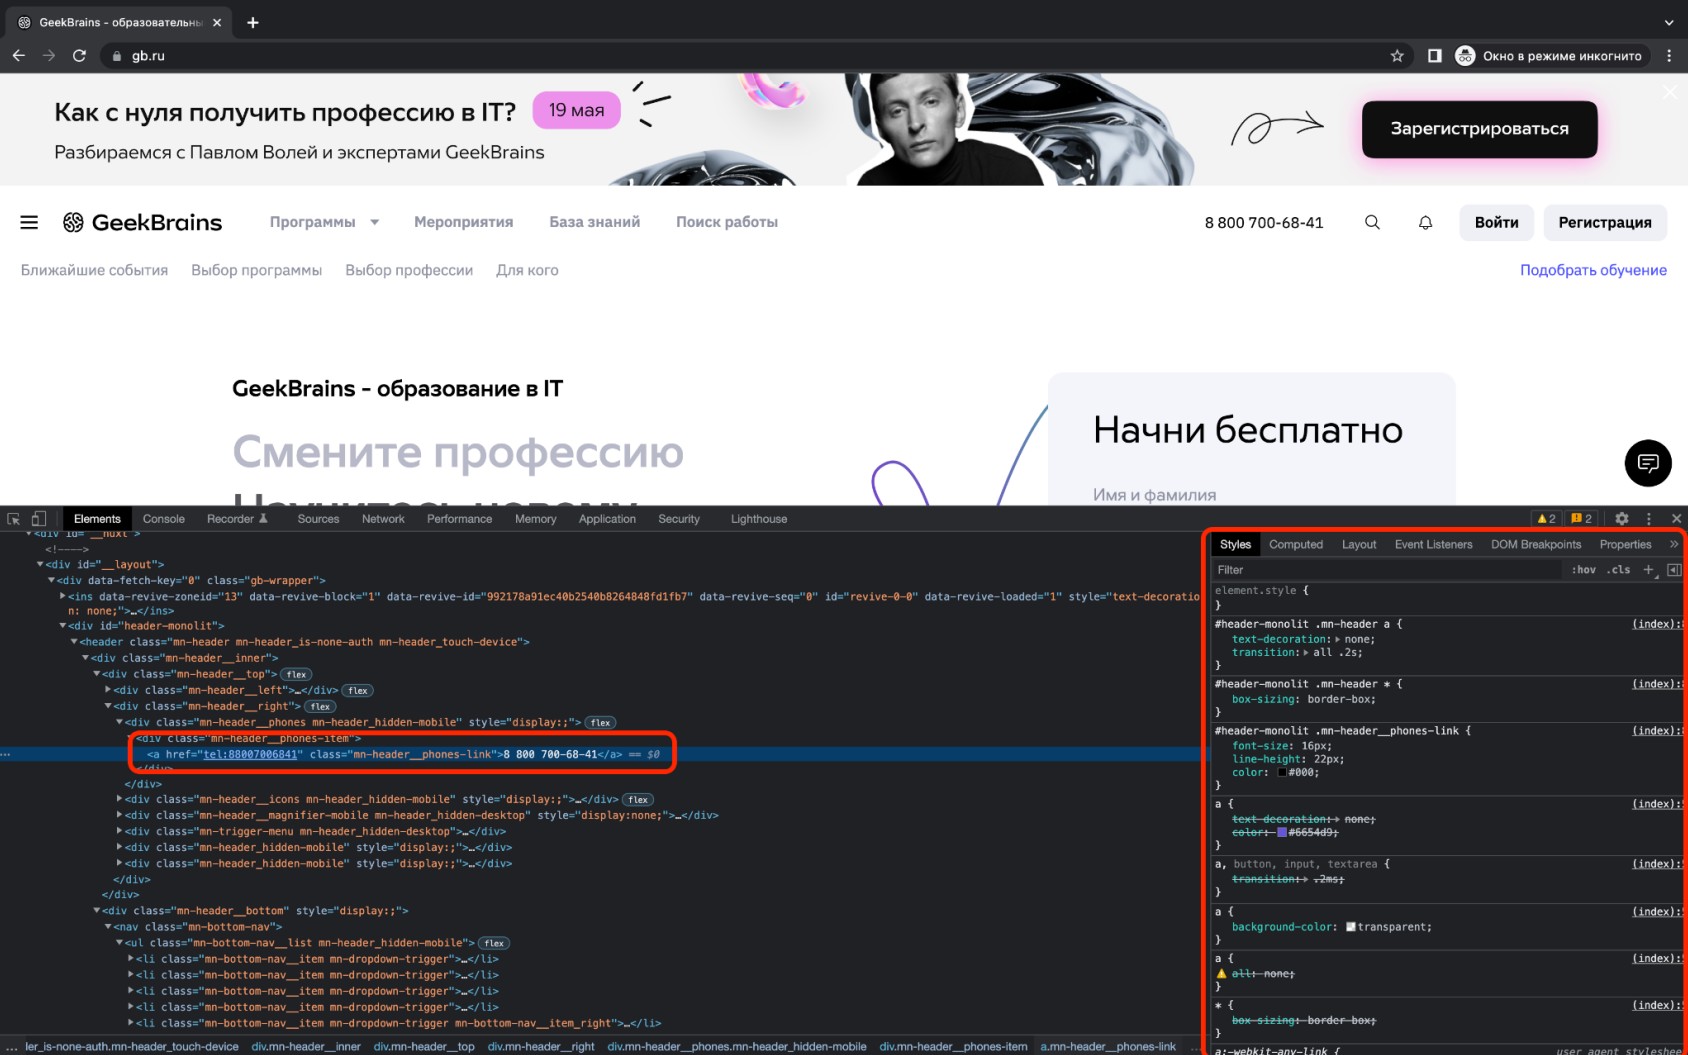 GeekBrains - образовательны
gb.ru
Окно в режиме инкогнито
Как с нуля получить профессию в IT? 19 мая
Разбираемся с Павлом Волей и экспертами GeekBrains
Зарегистрироваться
GeekBrains Программы Мероприятия База знаний Поиск работы 8 800 700-68-41 Войти Регистрация
Ближайшие события Выбор программы Выбор профессии Для кого Подобрать обучение
GeekBrains - образование в IT
Смените профессию
Научитесь новому
Начни бесплатно
Имя и фамилия
Elements Console Recorder Sources Network Performance Memory Application Security Lighthouse 2 2
<div id="__nuxt">
<!---->
<div id="__layout">
<div data-fetch-key="0" class="gb-wrapper">
<ins data-revive-zoneid="13" data-revive-block="1" data-revive-id="992178a91ec40b2540b8264848fd1fb7" data-revive-seq="0" id="revive-0-0" data-revive-loaded="1" style="text-decoratio
n: none;">…</ins>
<div id="header-monolit">
<header class="mn-header mn-header_is-none-auth mn-header_touch-device">
<div class="mn-header__inner">
<div class="mn-header__top"> flex
<div class="mn-header__left">…</div> flex
<div class="mn-header__right"> flex
<div class="mn-header__phones mn-header_hidden-mobile" style="display:;"> flex
<div class="mn-header__phones-item">
... <a href="tel:88007006841" class="mn-header__phones-link">8 800 700-68-41</a> == $0
</div>
</div>
<div class="mn-header__icons mn-header_hidden-mobile" style="display:;">…</div> flex
<div class="mn-header__magnifier-mobile mn-header_hidden-desktop" style="display:none;">…</div>
<div class="mn-trigger-menu mn-header_hidden-desktop">…</div>
<div class="mn-header_hidden-mobile" style="display:;">…</div>
<div class="mn-header_hidden-mobile" style="display:;">…</div>
</div>
</div>
<div class="mn-header__bottom" style="display:;">
<nav class="mn-bottom-nav">
<ul class="mn-bottom-nav__list mn-header_hidden-mobile"> flex
<li class="mn-bottom-nav__item mn-dropdown-trigger">…</li>
<li class="mn-bottom-nav__item mn-dropdown-trigger">…</li>
<li class="mn-bottom-nav__item mn-dropdown-trigger">…</li>
<li class="mn-bottom-nav__item mn-dropdown-trigger">…</li>
<li class="mn-bottom-nav__item mn-dropdown-trigger mn-bottom-nav__item_right">…</li>
... ler_is-none-auth.mn-header_touch-device div.mn-header__inner div.mn-header__top div.mn-header__right div.mn-header__phones.mn-header_hidden-mobile div.mn-header__phones-item a.mn-header__phones-link ...
Styles Computed Layout Event Listeners DOM Breakpoints Properties »
Filter :hov .cls +
element.style {
}
#header-monolit .mn-header a { (index):
text-decoration: none;
transition: all .2s;
}
#header-monolit .mn-header * { (index):
box-sizing: border-box;
}
#header-monolit .mn-header__phones-link { (index):
font-size: 16px;
line-height: 22px;
color: #000;
}
a { (index):
text-decoration: none;
color: #6654d9;
}
a, button, input, textarea { (index):
transition: .2ms;
}
a { (index):
background-color: transparent;
}
a { (index):
all: none;
}
* { (index):
box-sizing: border-box;
}
a:-webkit-any-link { user agent styleshee